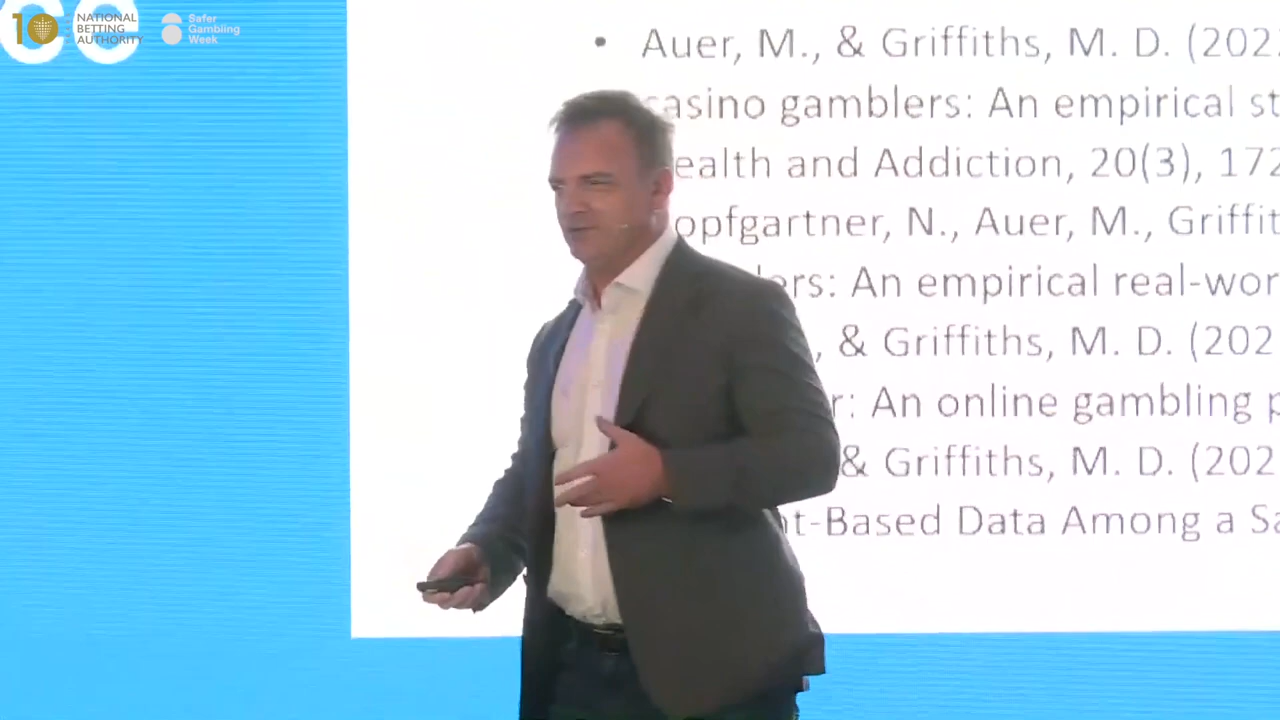 10 NATIONAL
BETTING
AUTHORITY
Safer
Gambling
Week
• Auer, M., & Griffiths, M. D. (202
casino gamblers: An empirical st
ealth and Addiction, 20(3), 172
opfgartner, N., Auer, M., Griffit
ers: An empirical real-wor
, & Griffiths, M. D. (202
r: An online gambling p
& Griffiths, M. D. (202
t-Based Data Among a Sa